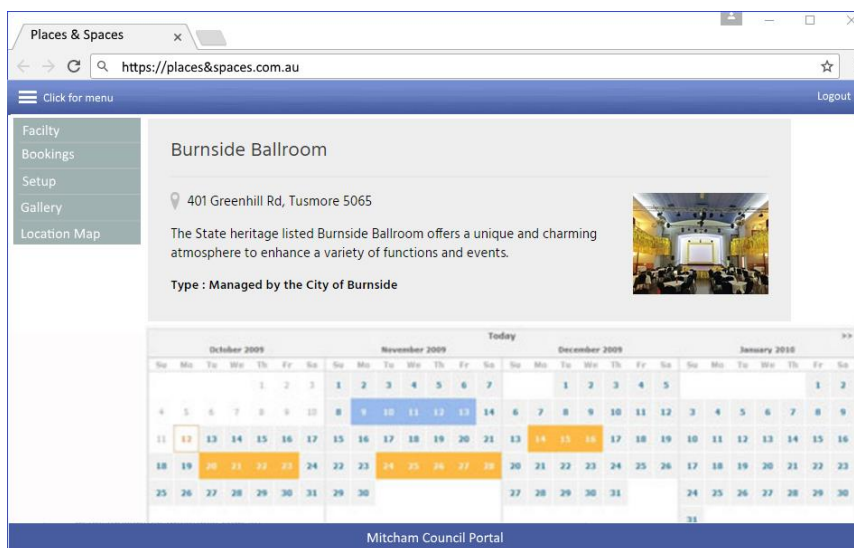 Places & Spaces
https://places&spaces.com.au
Click for menu
Logout
Facilty
Bookings
Setup
Gallery
Location Map
Burnside Ballroom
401 Greenhill Rd, Tusmore 5065
The State heritage listed Burnside Ballroom offers a unique and charming
atmosphere to enhance a variety of functions and events.
Type : Managed by the City of Burnside
Today >>
October 2009 November 2009 December 2009 January 2010
Su Mo Tu We Th Fr Sa Su Mo Tu We Th Fr Sa Su Mo Tu We Th Fr Sa Su Mo Tu We Th Fr Sa
1 2 3 1 2 3 4 5 6 7 1 2 3 4 5 1 2
4 5 6 7 8 9 10 8 9 10 11 12 13 14 6 7 8 9 10 11 12 3 4 5 6 7 8 9
11 12 13 14 15 16 17 15 16 17 18 19 20 21 13 14 15 16 17 18 19 10 11 12 13 14 15 16
18 19 20 21 22 23 24 22 23 24 25 26 27 28 20 21 22 23 24 25 26 17 18 19 20 21 22 23
25 26 27 28 29 30 31 29 30 27 28 29 30 31 24 25 26 27 28 29 30
31
Mitcham Council Portal